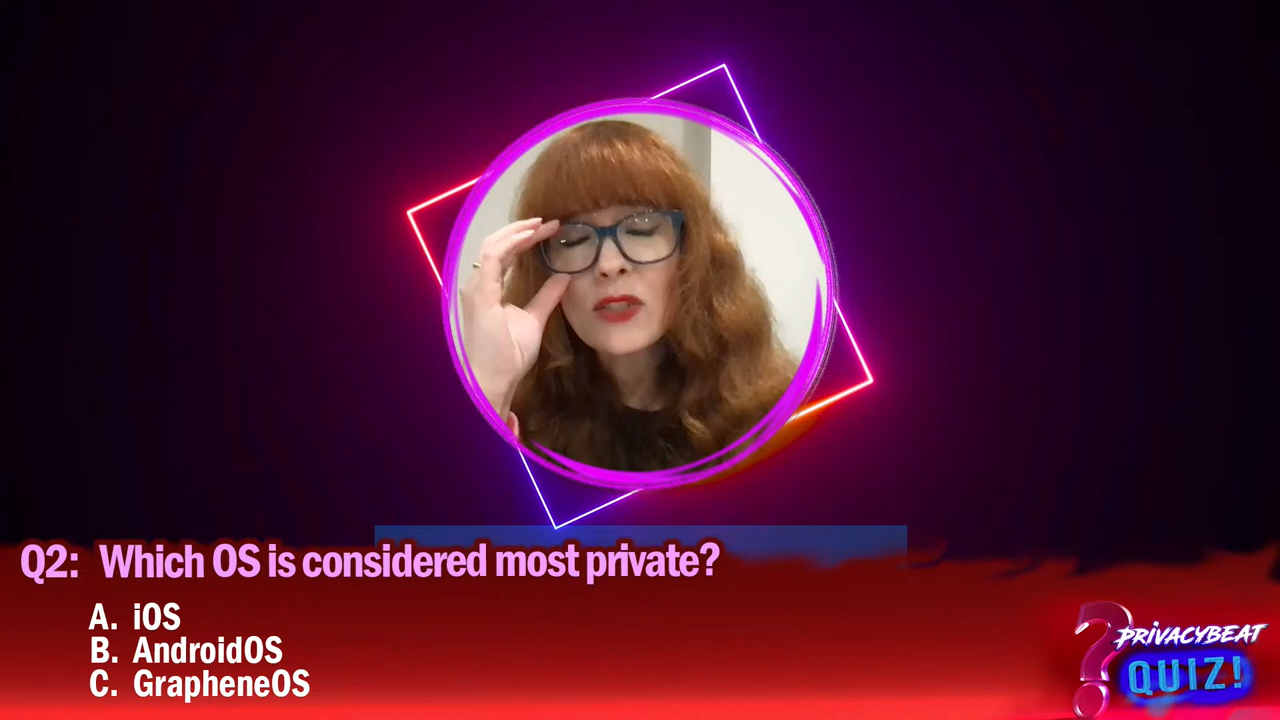 Q2: Which OS is considered most private?
A. iOS
B. AndroidOS
C. GrapheneOS
?
PRIVACYBEAT
QUIZ!